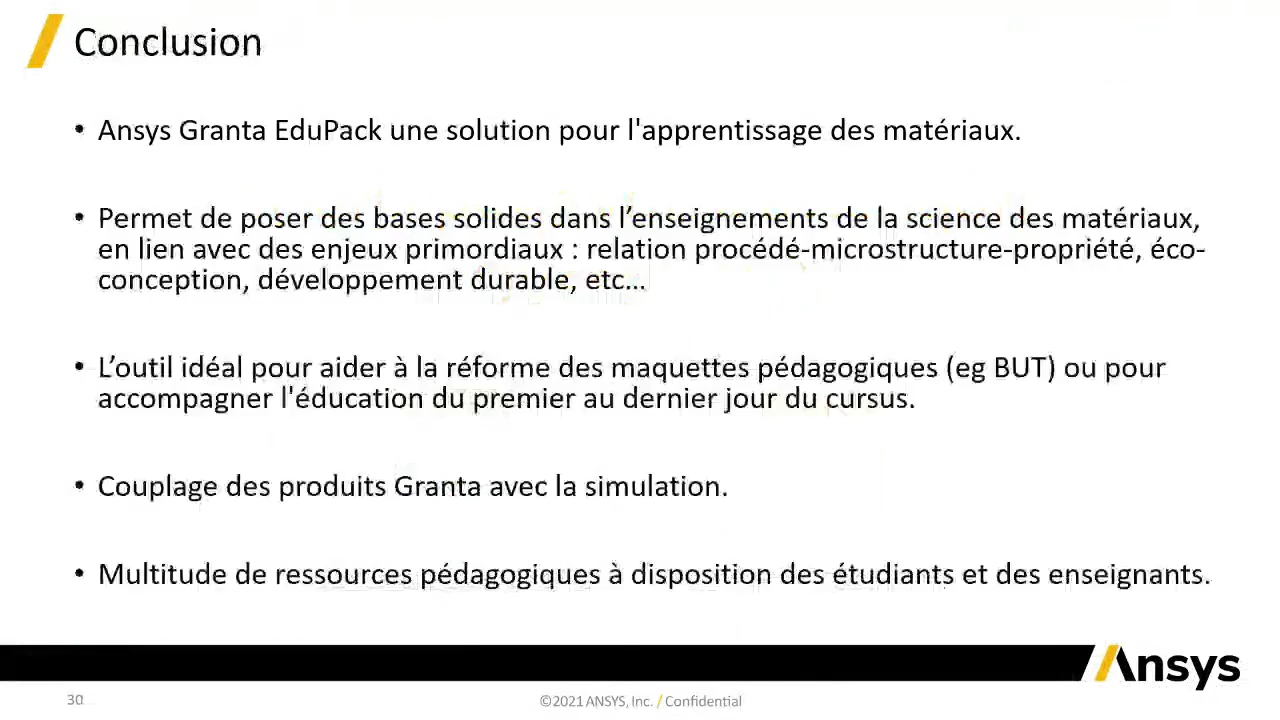 Conclusion
• Ansys Granta EduPack une solution pour l'apprentissage des matériaux.
• Permet de poser des bases solides dans l’enseignements de la science des matériaux,
en lien avec des enjeux primordiaux : relation procédé-microstructure-propriété, éco-
conception, développement durable, etc…
• L’outil idéal pour aider à la réforme des maquettes pédagogiques (eg BUT) ou pour
accompagner l'éducation du premier au dernier jour du cursus.
• Couplage des produits Granta avec la simulation.
• Multitude de ressources pédagogiques à disposition des étudiants et des enseignants.
Ansys
30
©2021 ANSYS, Inc. / Confidential